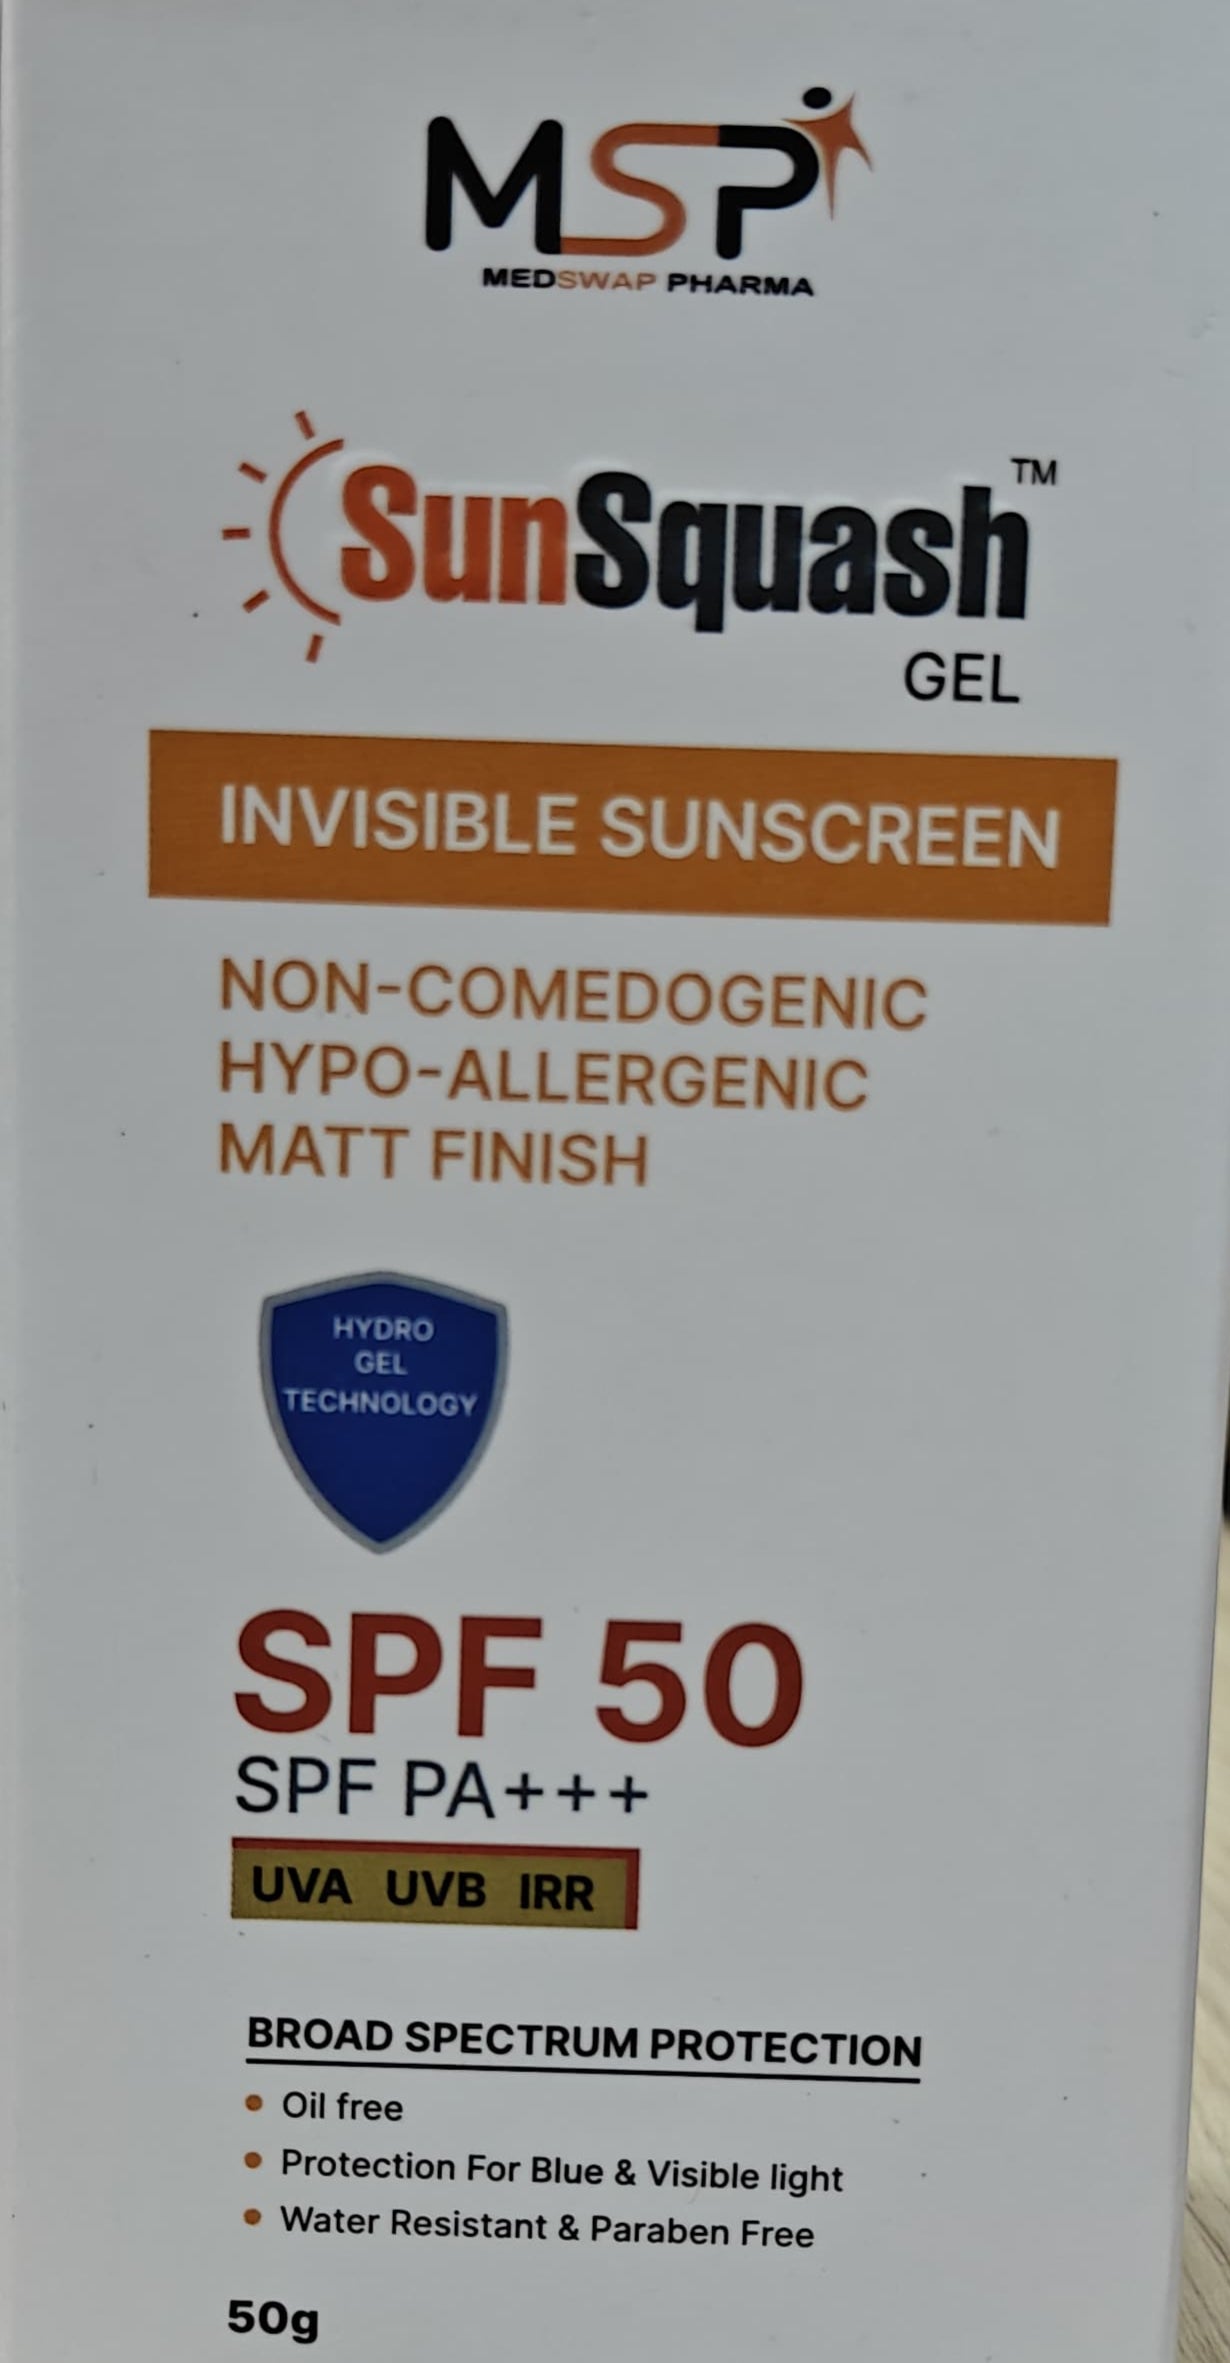 MSP
MEDSWAP PHARMA
SunSquash™
GEL
INVISIBLE SUNSCREEN
NON-COMEDOGENIC
HYPO-ALLERGENIC
MATT FINISH
HYDRO
GEL
TECHNOLOGY
SPF 50
SPF PA+++
UVA UVB IRR
BROAD SPECTRUM PROTECTION
• Oil free
• Protection For Blue & Visible light
• Water Resistant & Paraben Free
50g